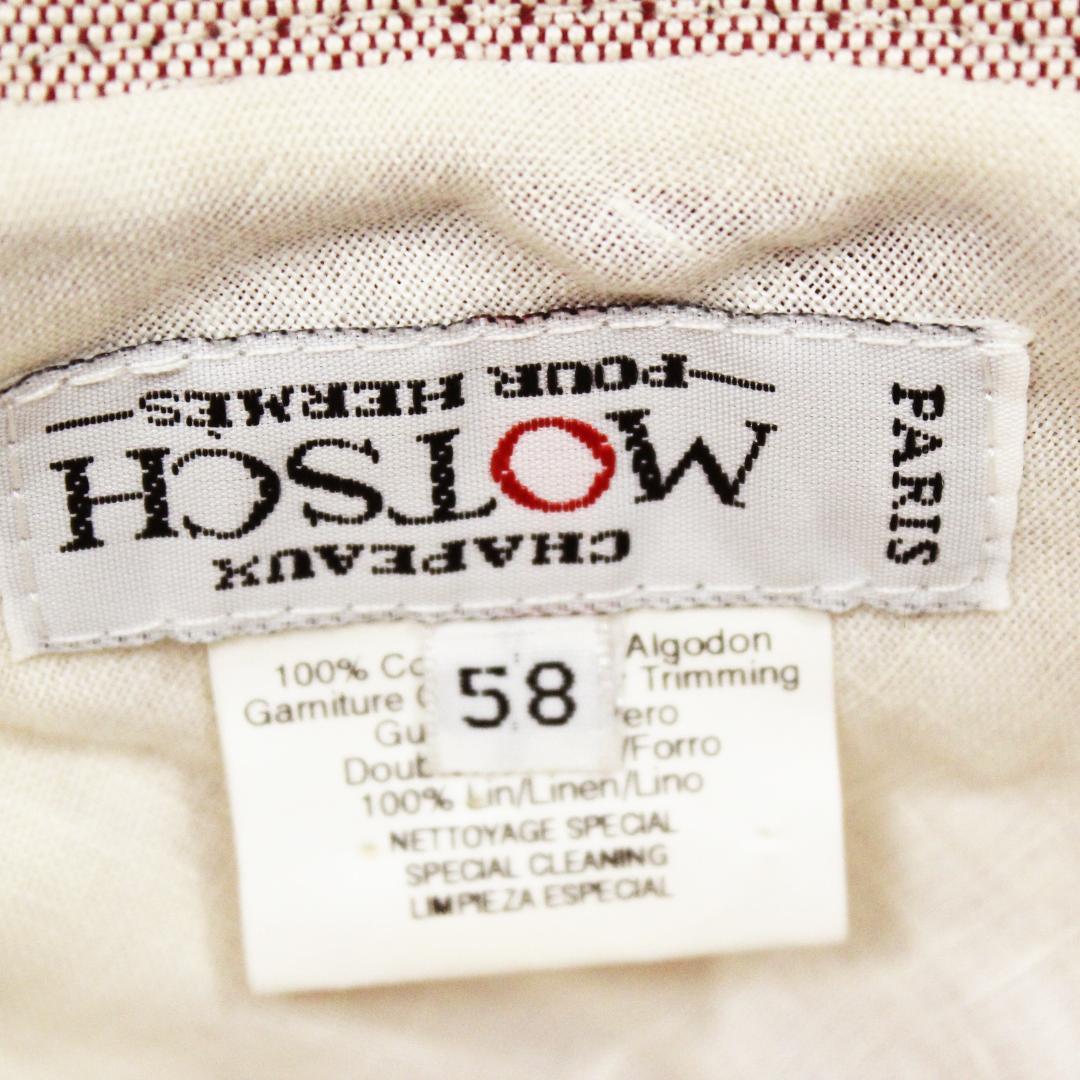 CHAPEAUX
MOTSCH
POUR HERMÈS
PARIS
58
100% Algodon
Garniture Trimming
100% Lin/Linen/Lino
NETTOYAGE SPECIAL
SPECIAL CLEANING
LIMPIEZA ESPECIAL